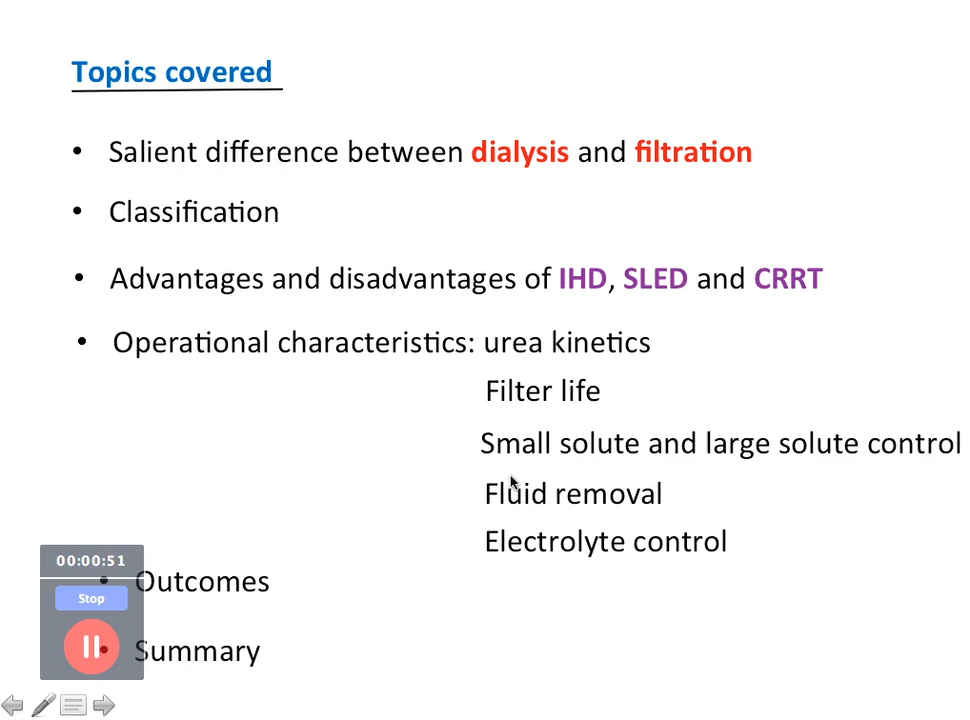 Topics covered
• Salient difference between dialysis and filtration
• Classification
• Advantages and disadvantages of IHD, SLED and CRRT
• Operational characteristics: urea kinetics
Filter life
Small solute and large solute control
Fluid removal
Electrolyte control
00:00:51
• Outcomes
Stop
• Summary